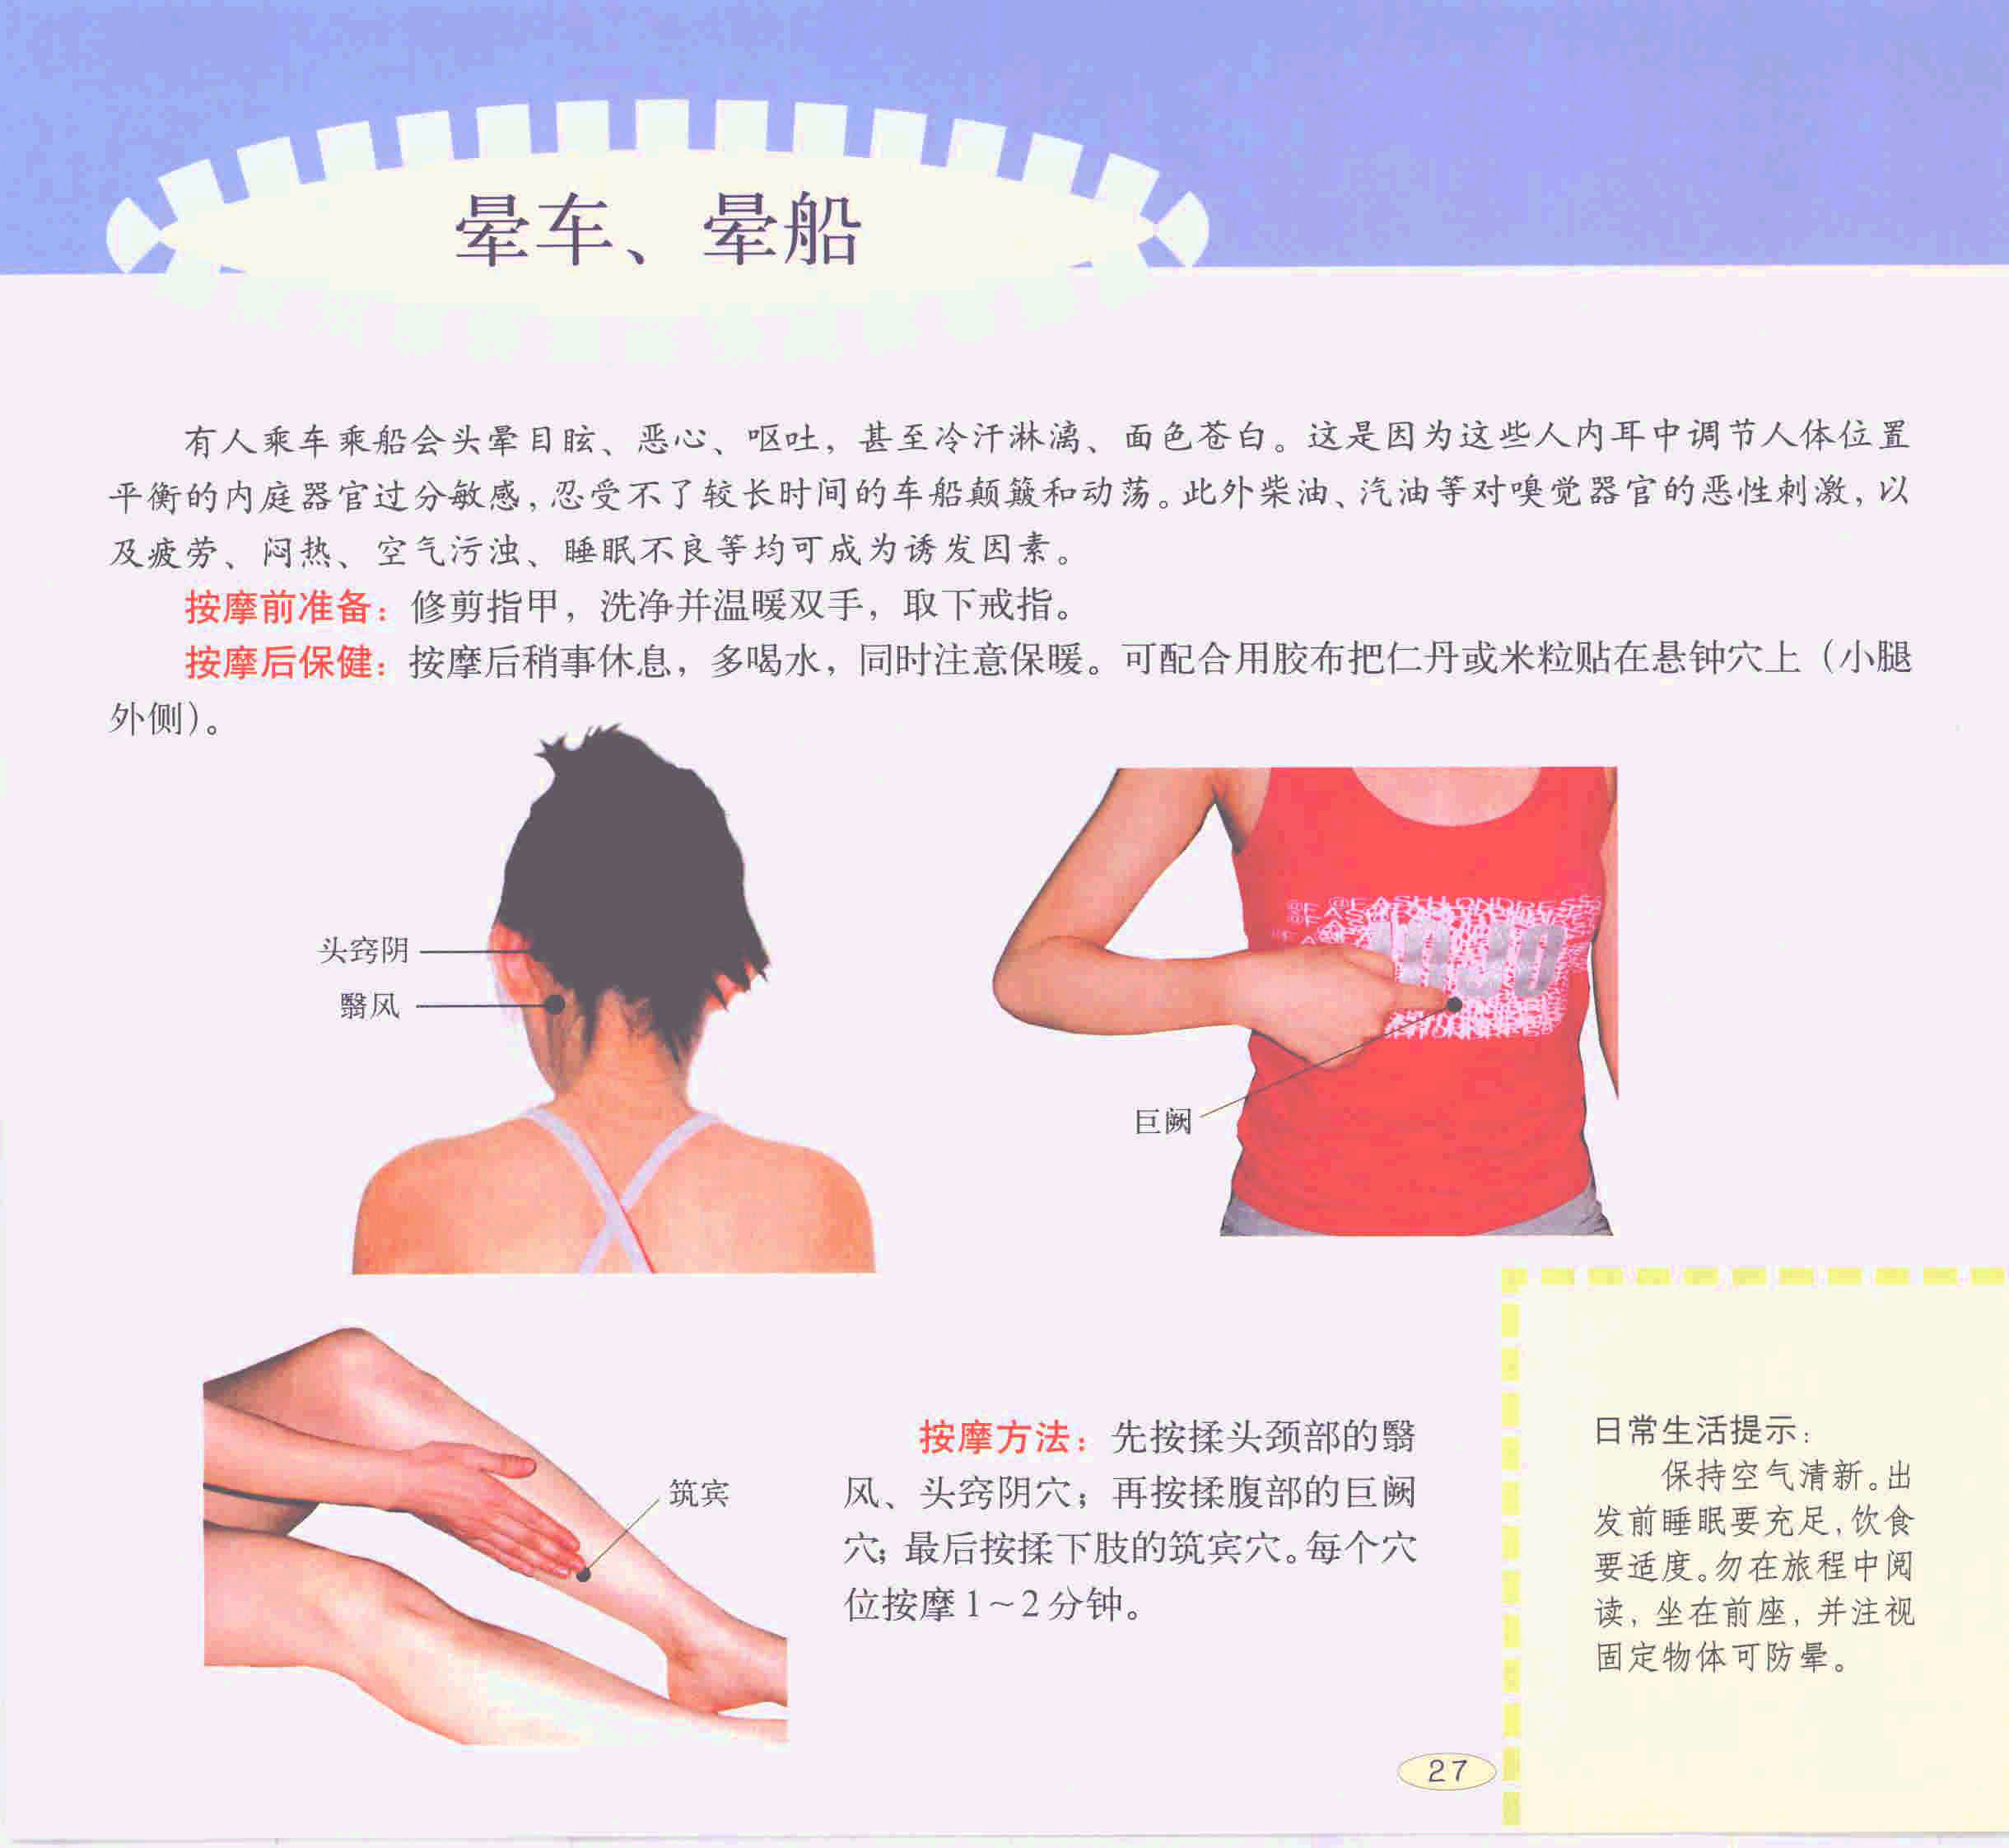 晕车、晕船
有人乘车乘船会头晕目眩、恶心、呕吐，甚至冷汗淋漓、面色苍白。这是因为这些人内耳中调节人体位置
平衡的内庭器官过分敏感，忍受不了较长时间的车船颠簸和动荡。此外柴油、汽油等对嗅觉器官的恶性刺激，以
及疲劳、闷热、空气污浊、睡眠不良等均可成为诱发因素。
按摩前准备：修剪指甲，洗净并温暖双手，取下戒指。
按摩后保健：按摩后稍事休息，多喝水，同时注意保暖。可配合用胶布把仁丹或米粒贴在悬钟穴上（小腿
外侧）。
头窍阴
翳风
巨阙
筑宾
按摩方法：先按揉头颈部的翳
风、头窍阴穴；再按揉腹部的巨阙
穴；最后按揉下肢的筑宾穴。每个穴
位按摩1～2分钟。
日常生活提示：
保持空气清新。出
发前睡眠要充足，饮食
要适度。勿在旅程中阅
读，坐在前座，并注视
固定物体可防晕。
27